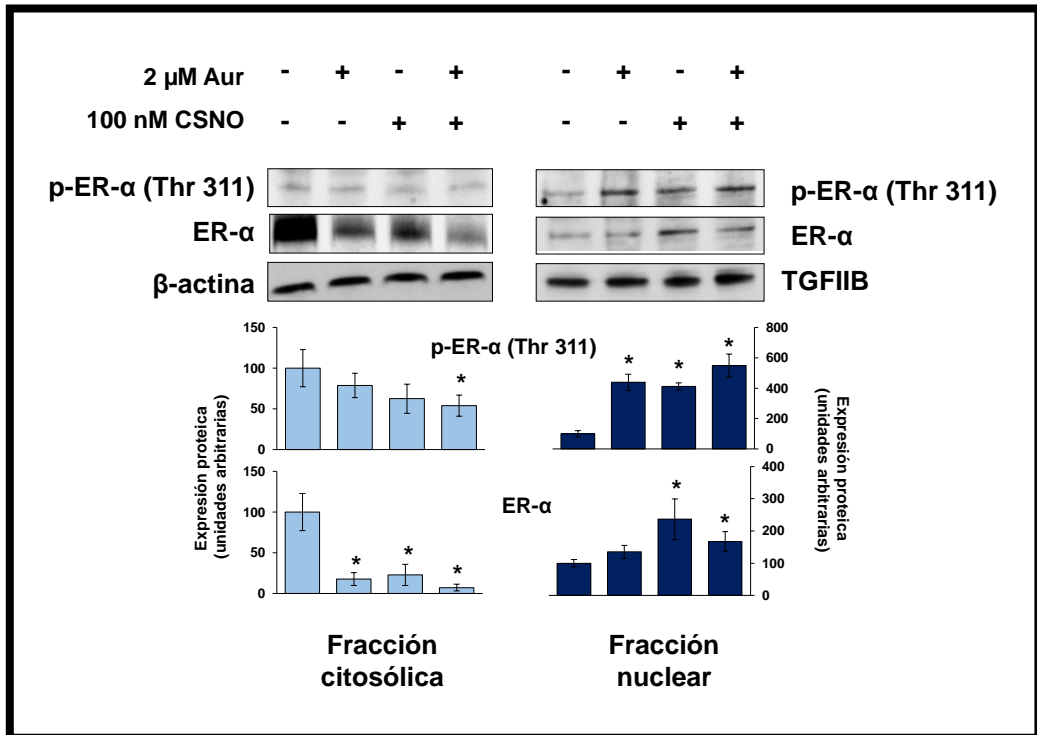 2 µM Aur - + - + - + - +
100 nM CSNO - - + + - - + +
p-ER-α (Thr 311) p-ER-α (Thr 311)
ER-α ER-α
β-actina TGFIIB
p-ER-α (Thr 311)
150
100
50
0
*
* * *
800
600
400
200
0
Expresión proteica
(unidades arbitrarias)
Expresión proteica
(unidades arbitrarias)
ER-α
150
100
50
0
* * *
* *
400
300
200
100
0
Fracción
citosólica
Fracción
nuclear